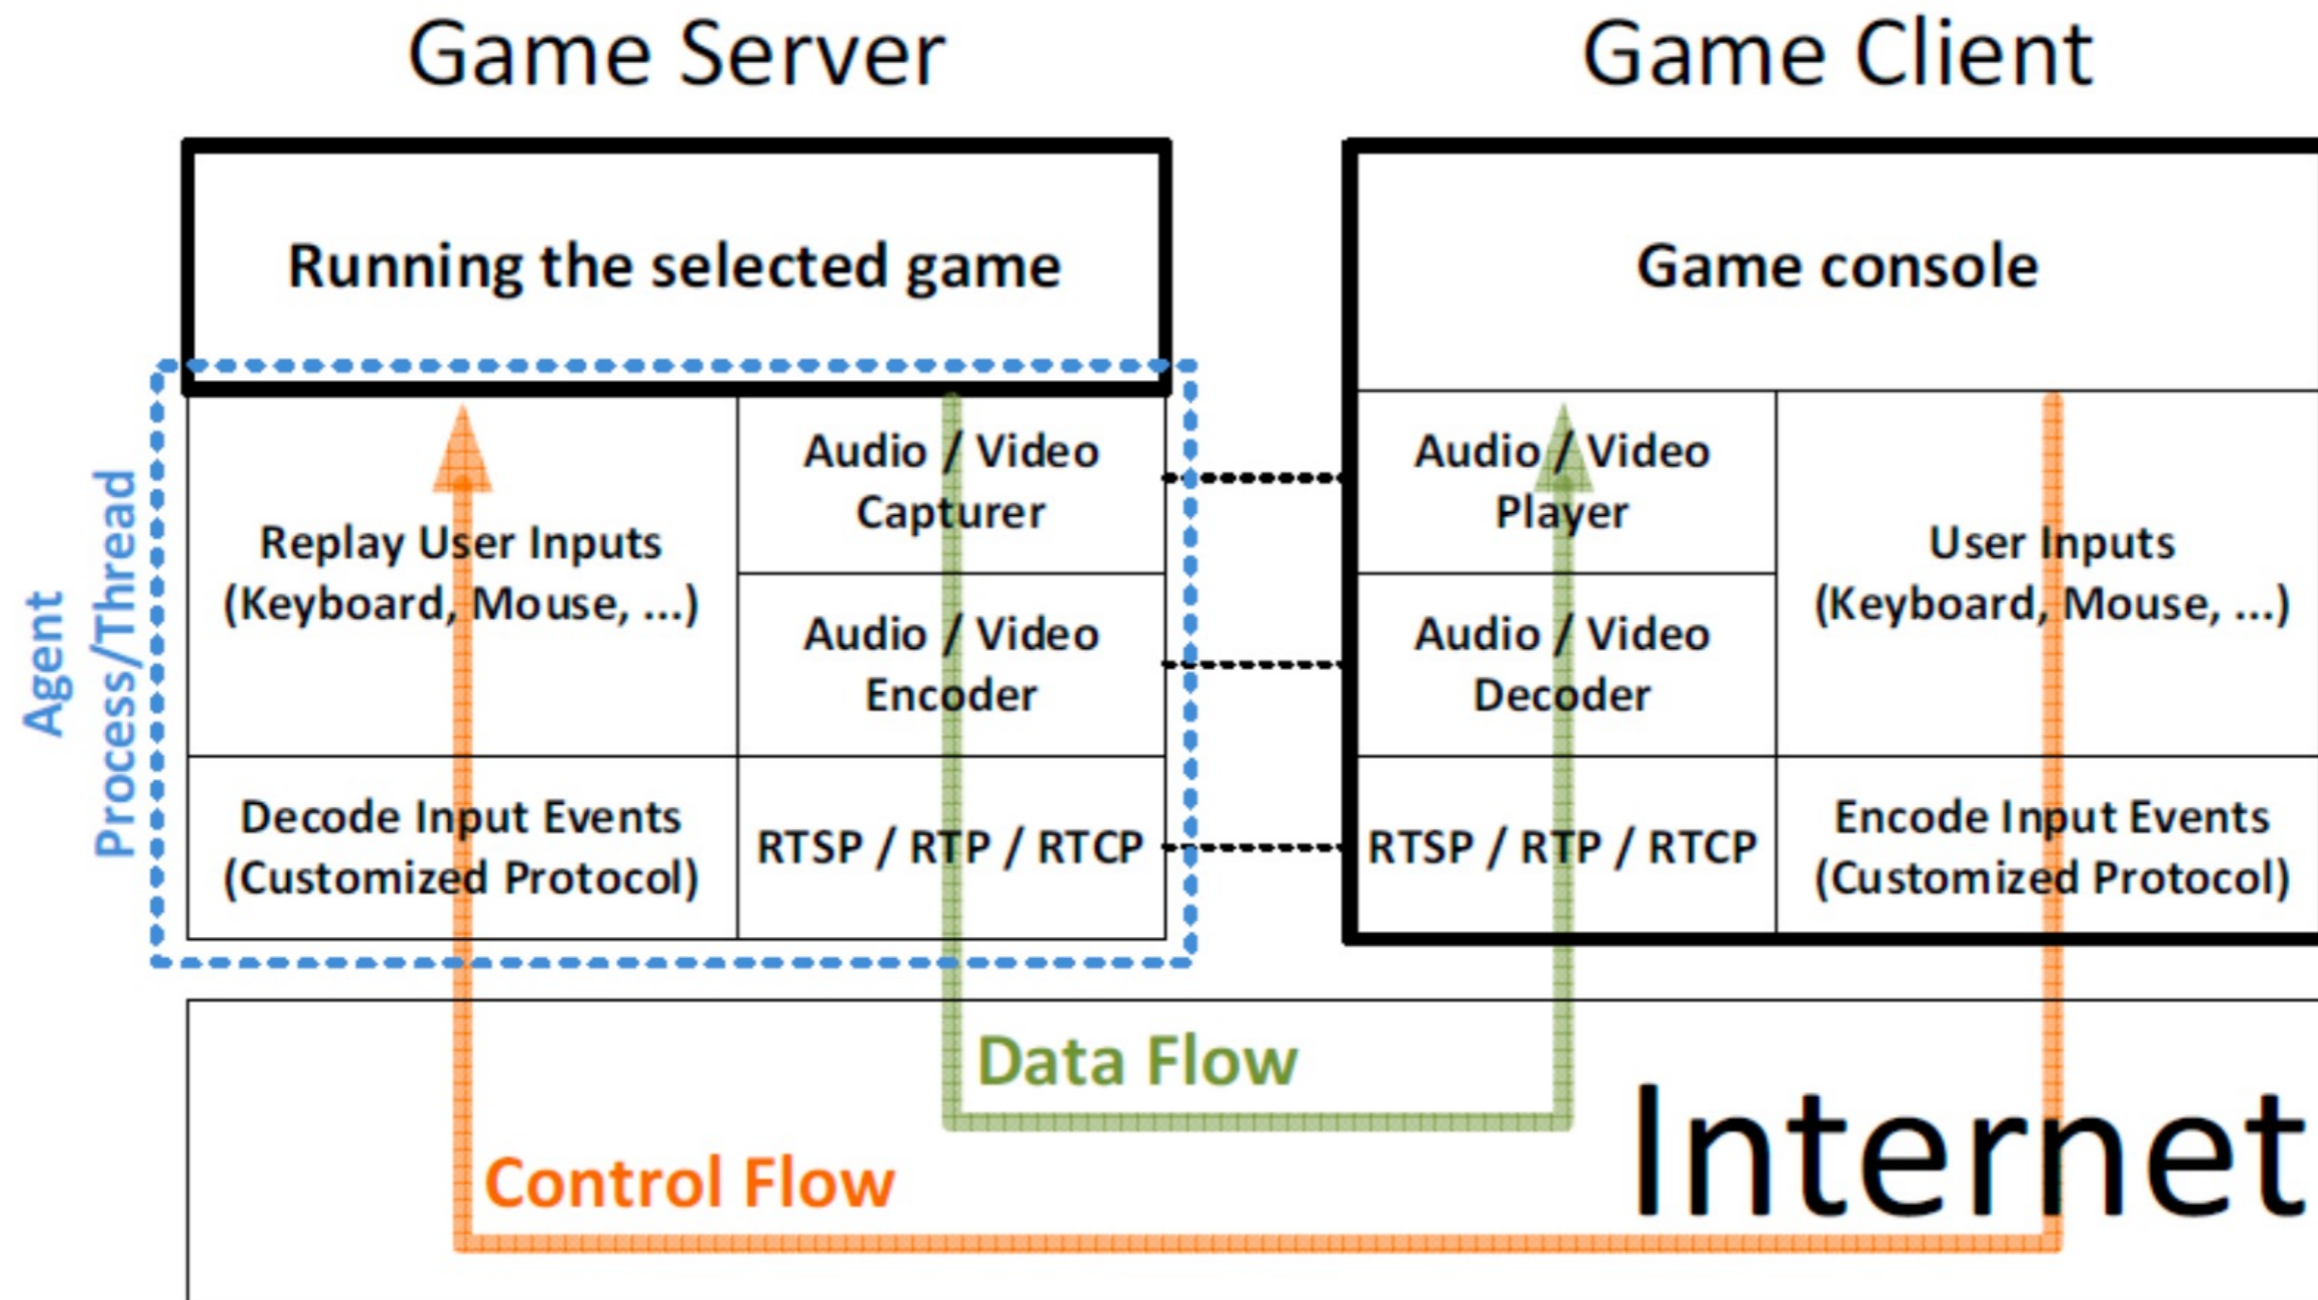 Game Server
Game Client
Running the selected game
Game console
Agent
Process/Thread
Replay User Inputs
(Keyboard, Mouse, ...)
Audio / Video
Capturer
Audio / Video
Encoder
Decode Input Events
(Customized Protocol)
RTSP / RTP / RTCP
Audio / Video
Player
Audio / Video
Decoder
User Inputs
(Keyboard, Mouse, ...)
RTSP / RTP / RTCP
Encode Input Events
(Customized Protocol)
Data Flow
Control Flow
Internet